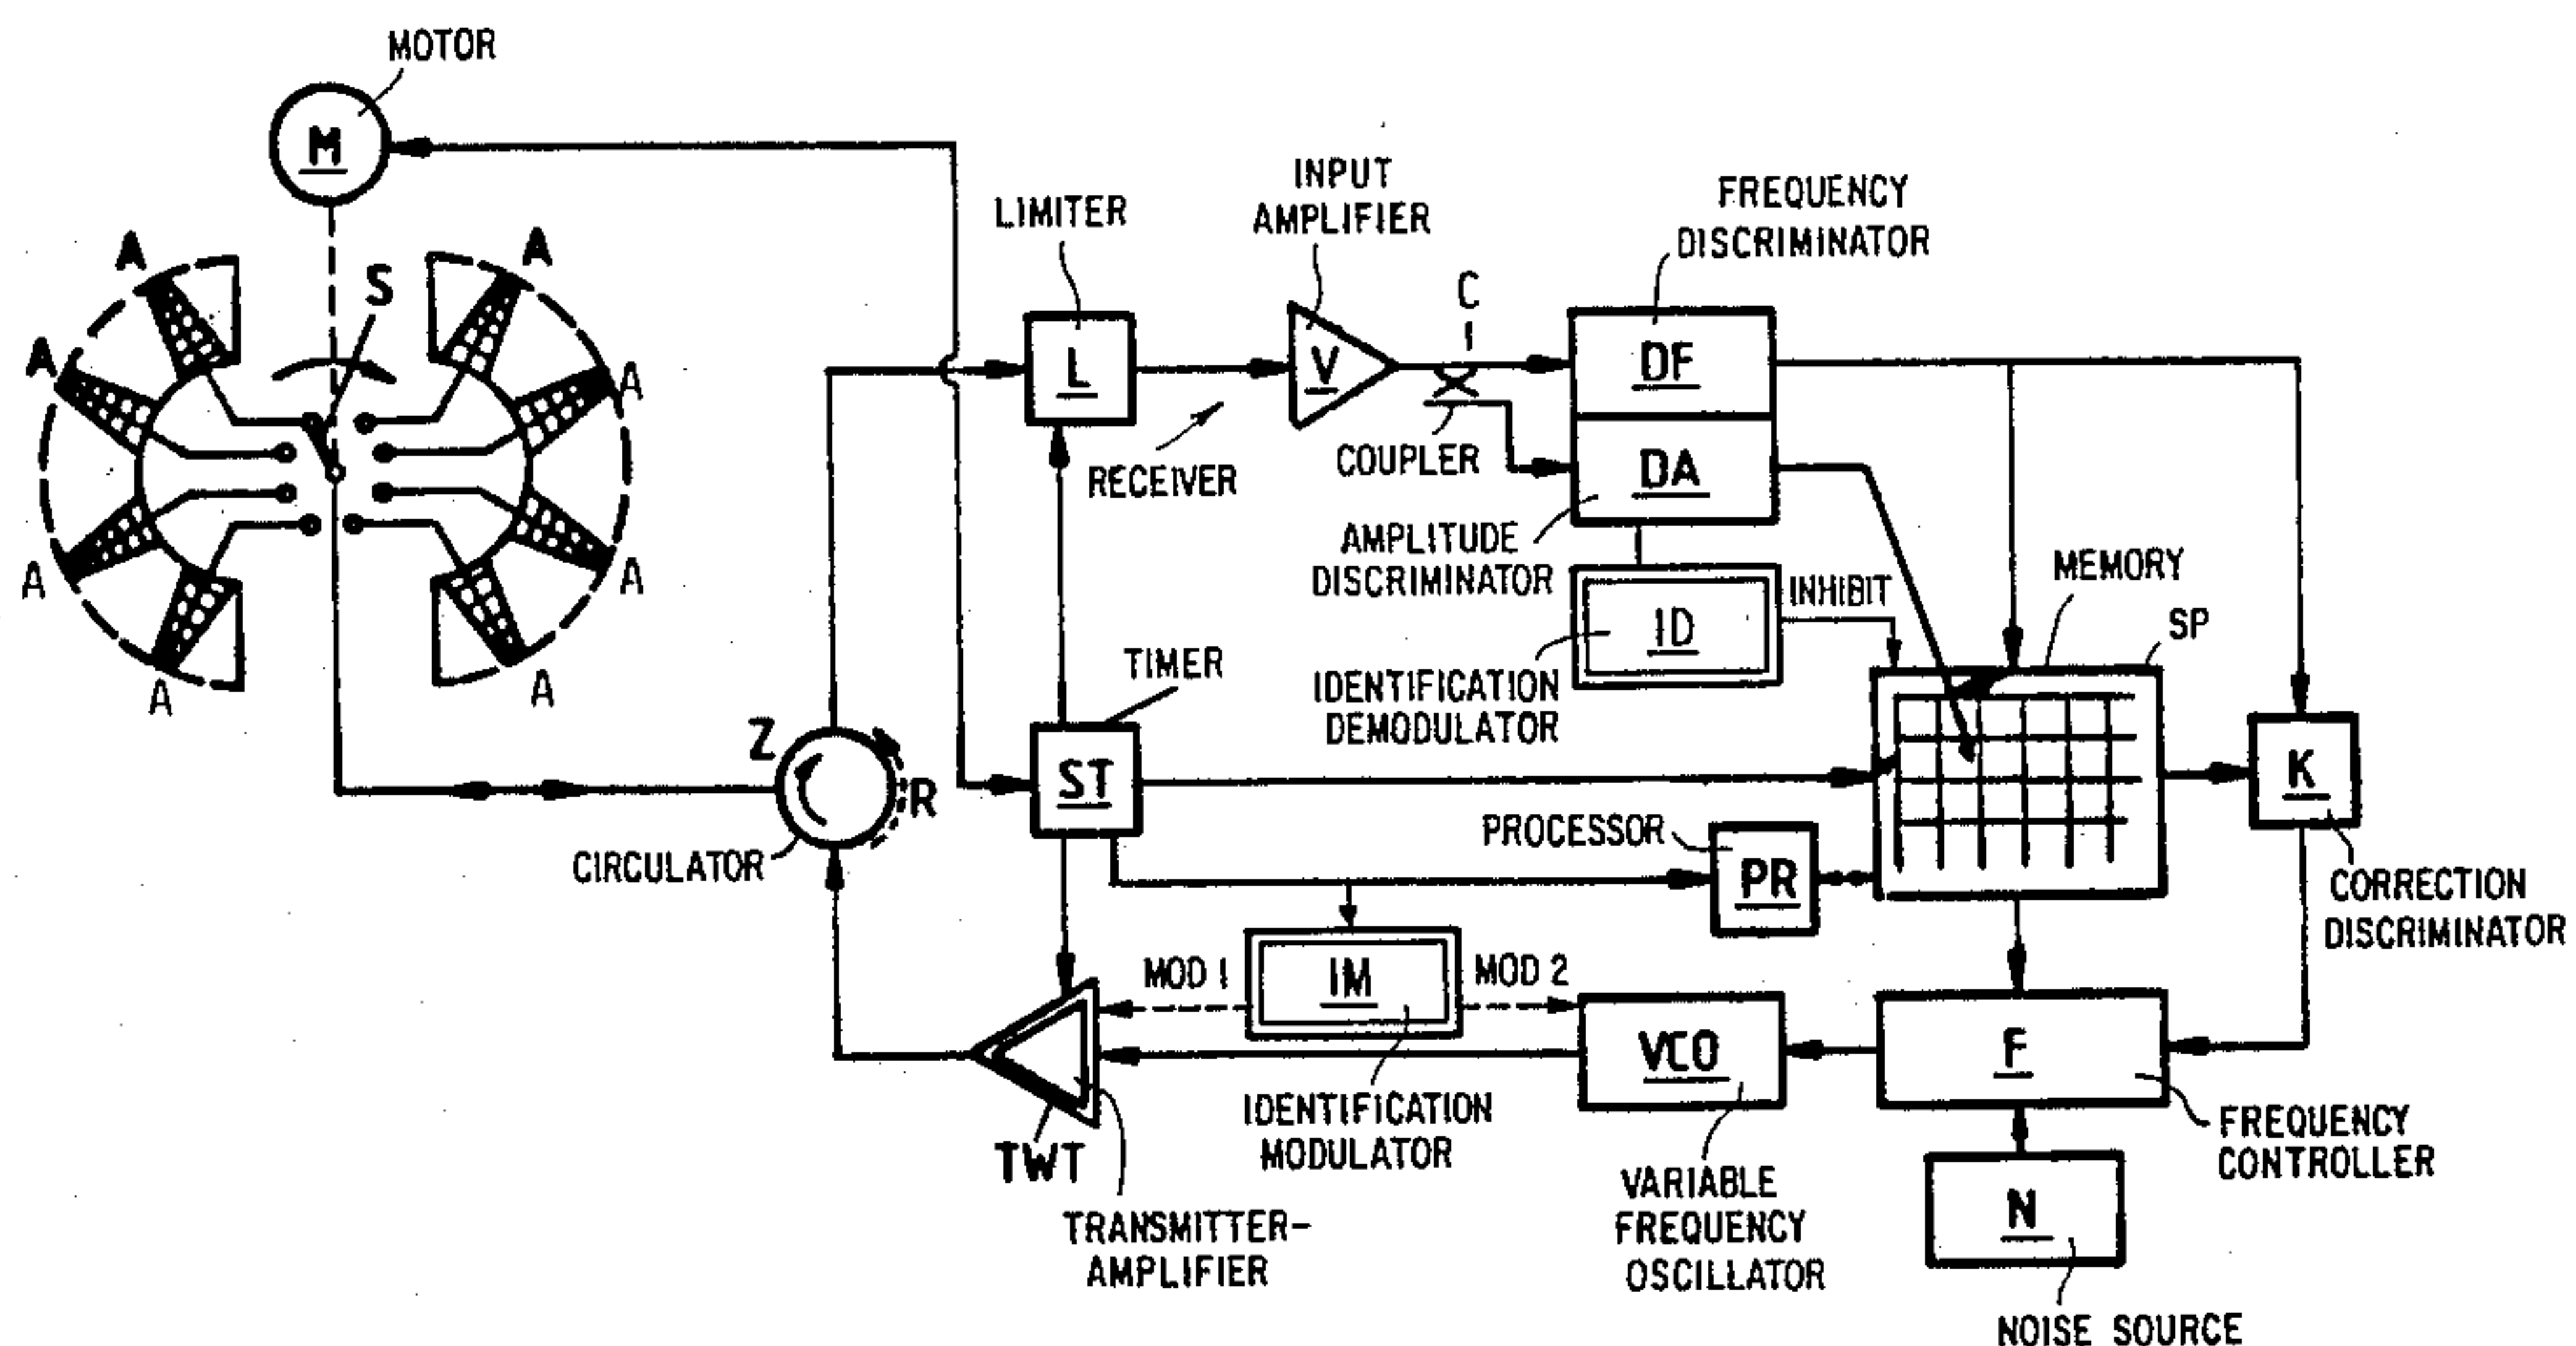 MOTOR
M
A
A
S
A
A
A
A
A
A
LIMITER
L
INPUT
AMPLIFIER
V
C
COUPLER
RECEIVER
FREQUENCY
DISCRIMINATOR
DF
DA
AMPLITUDE
DISCRIMINATOR
ID
INHIBIT
IDENTIFICATION
DEMODULATOR
MEMORY
SP
TIMER
ST
Z
R
CIRCULATOR
PROCESSOR
PR
K
CORRECTION
DISCRIMINATOR
MOD 1
IM
MOD 2
IDENTIFICATION
MODULATOR
TWT
TRANSMITTER-
AMPLIFIER
VCO
VARIABLE
FREQUENCY
OSCILLATOR
F
FREQUENCY
CONTROLLER
N
NOISE SOURCE